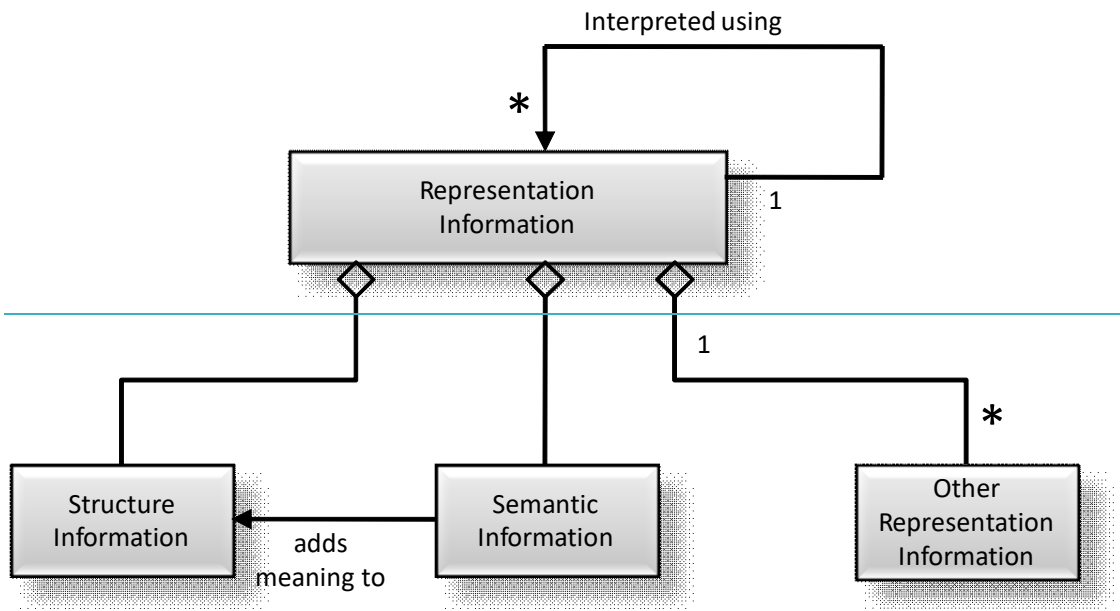 Interpreted using
*
Representation
Information
1
1
*
Structure
Information
Semantic
Information
Other
Representation
Information
adds
meaning to